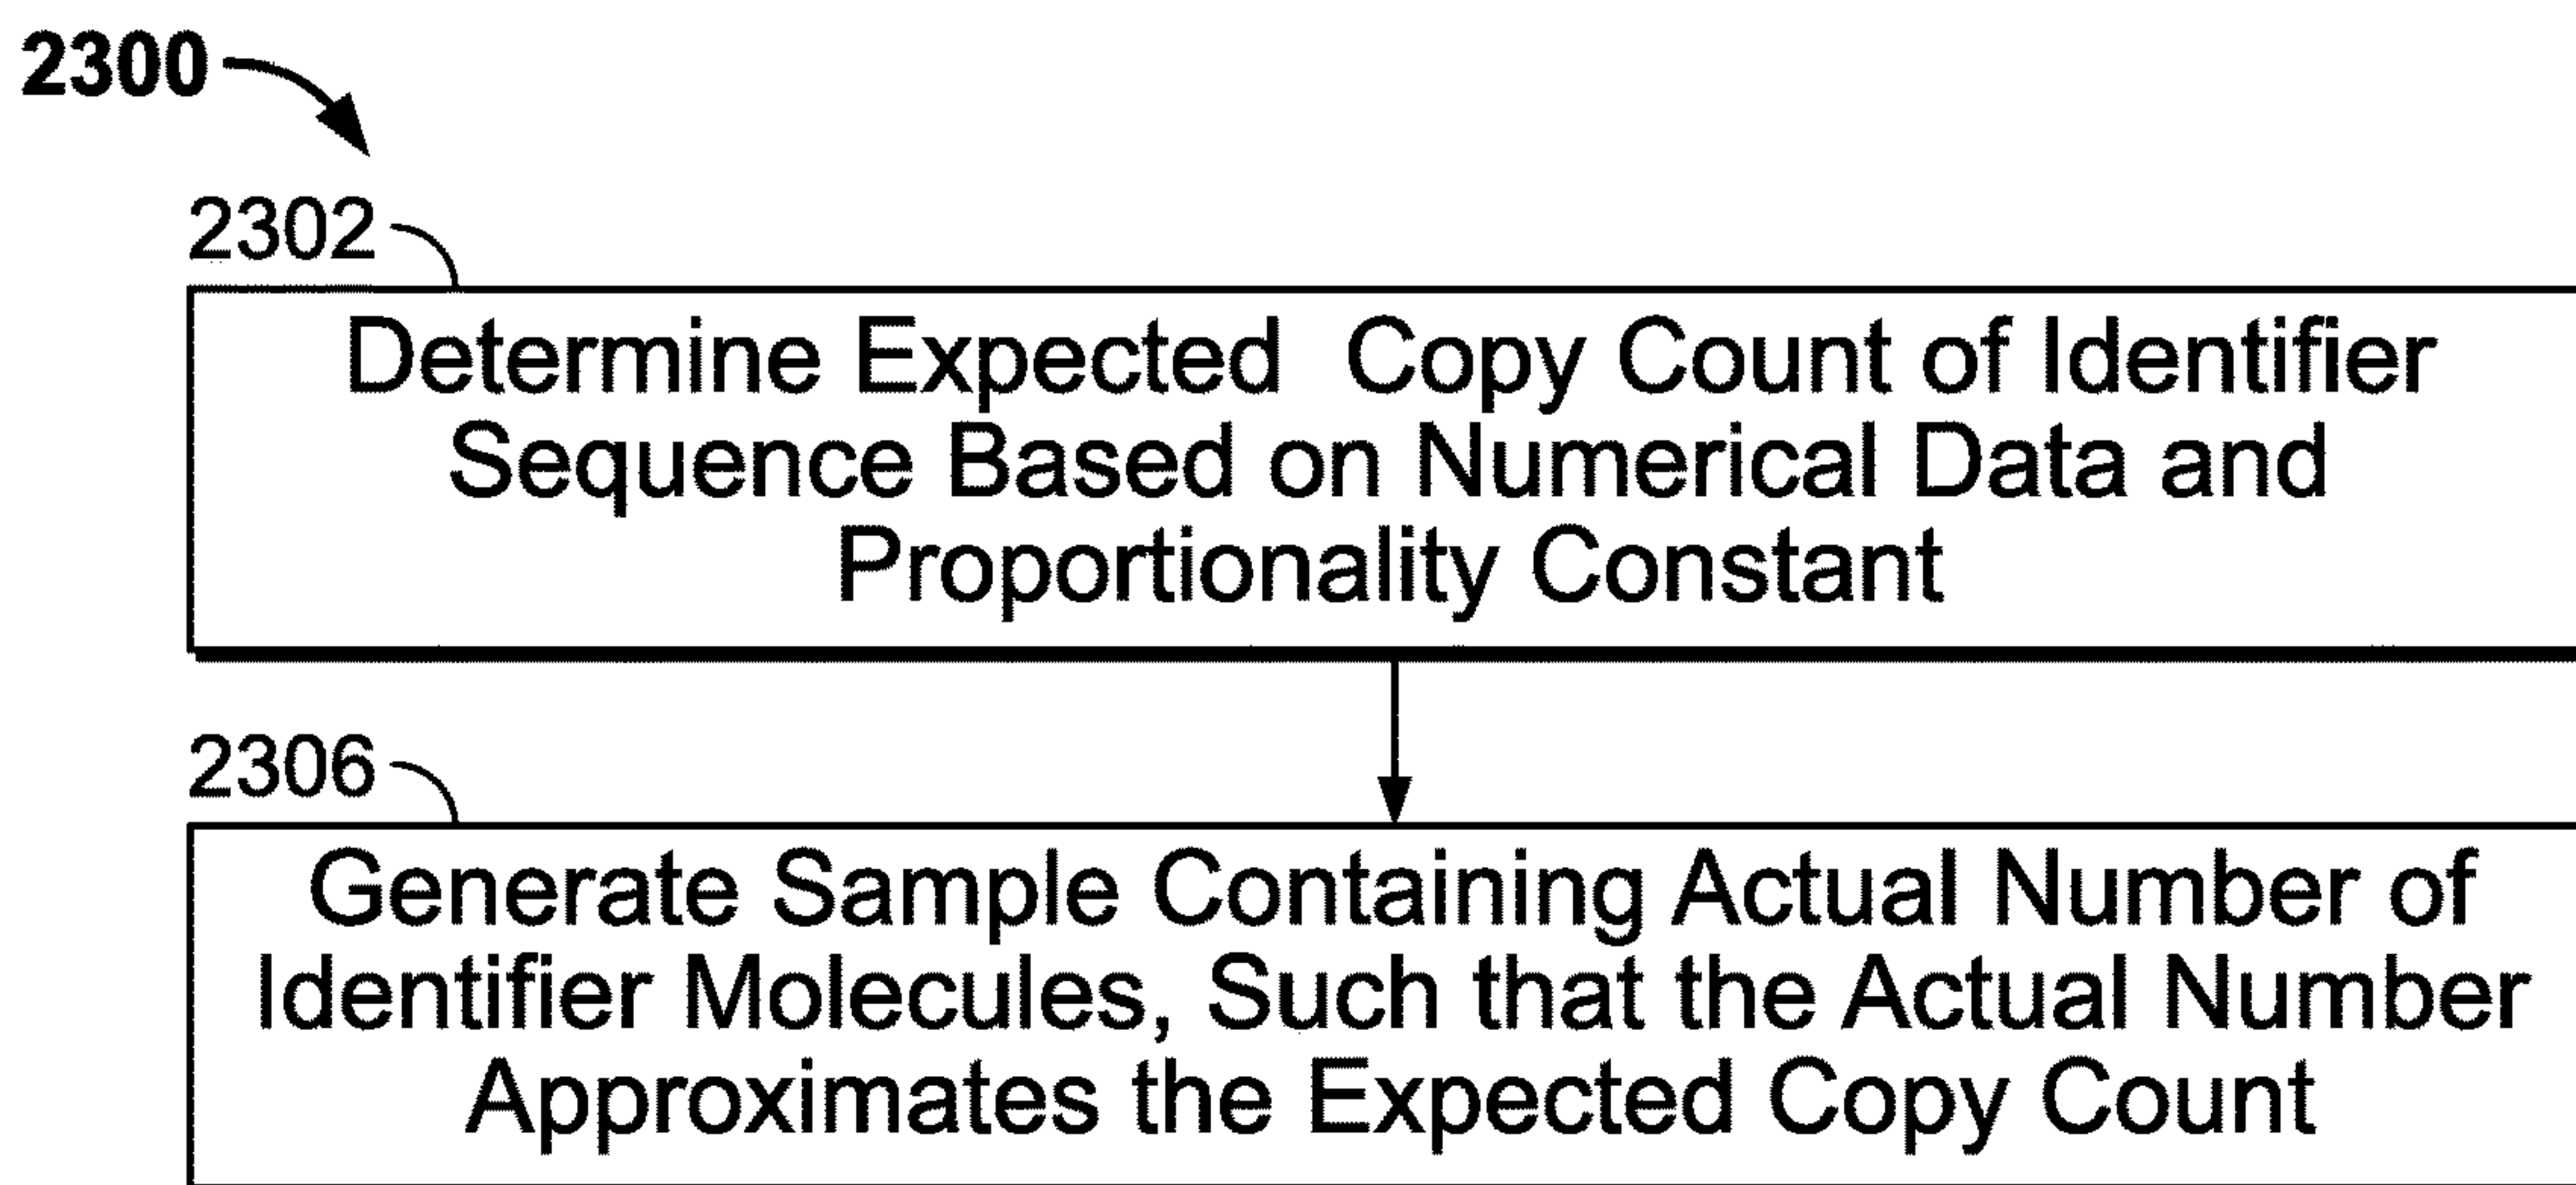 2300
2302
Determine Expected Copy Count of Identifier
Sequence Based on Numerical Data and
Proportionality Constant
2306
Generate Sample Containing Actual Number of
Identifier Molecules, Such that the Actual Number
Approximates the Expected Copy Count